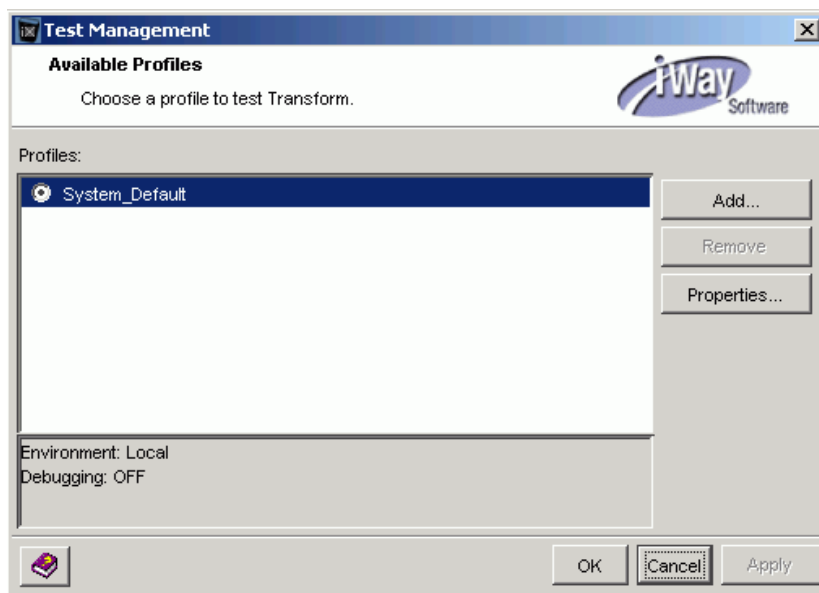 Test Management
Available Profiles
Choose a profile to test Transform.
iWay
Software
Profiles:
System_Default
Add...
Remove
Properties...
Environment: Local
Debugging: OFF
OK
Cancel
Apply